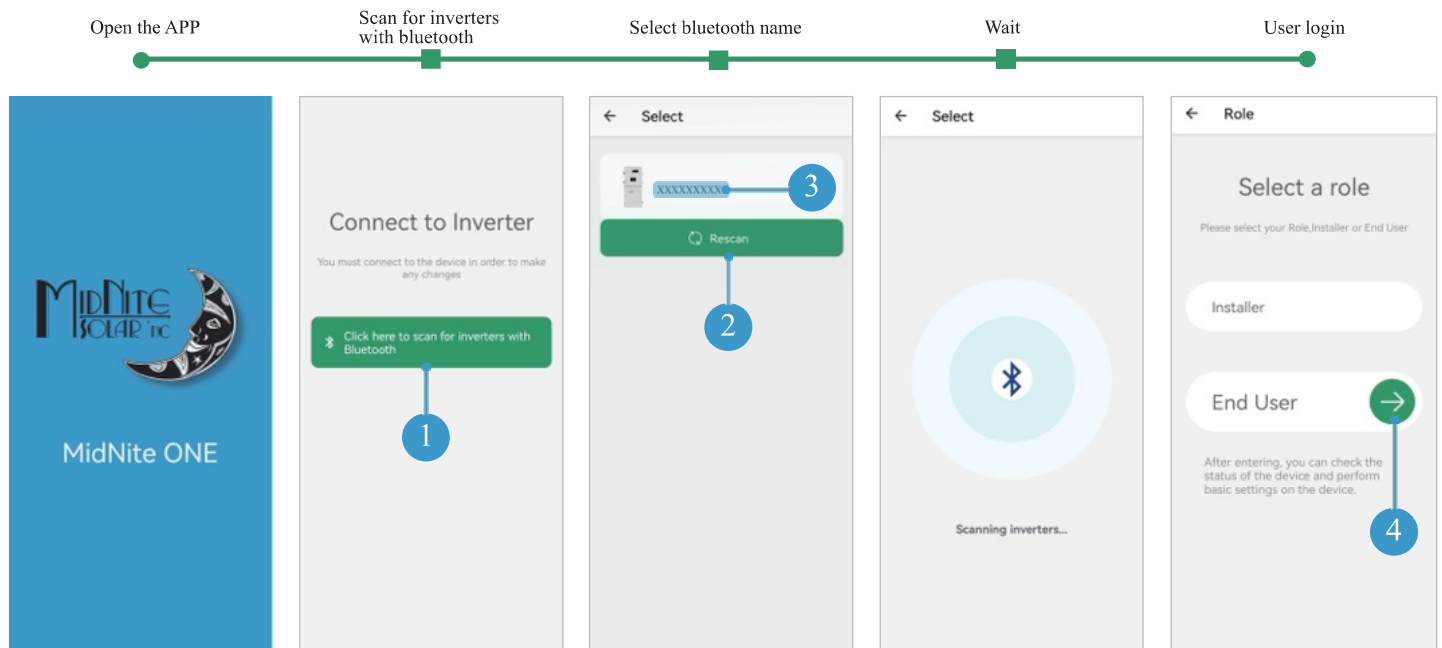 Open the APP
Scan for inverters
with bluetooth
Select bluetooth name
Wait
User login
MIDNITE
SOLAR INC
MidNite ONE
Connect to Inverter
You must connect to the device in order to make
any changes
Click here to scan for inverters with
Bluetooth
1
Select
XXXXXXXXX
3
Rescan
2
Select
Scanning inverters...
Role
Select a role
Please select your Role,Installer or End User
Installer
End User
After entering, you can check the
status of the device and perform
basic settings on the device.
4